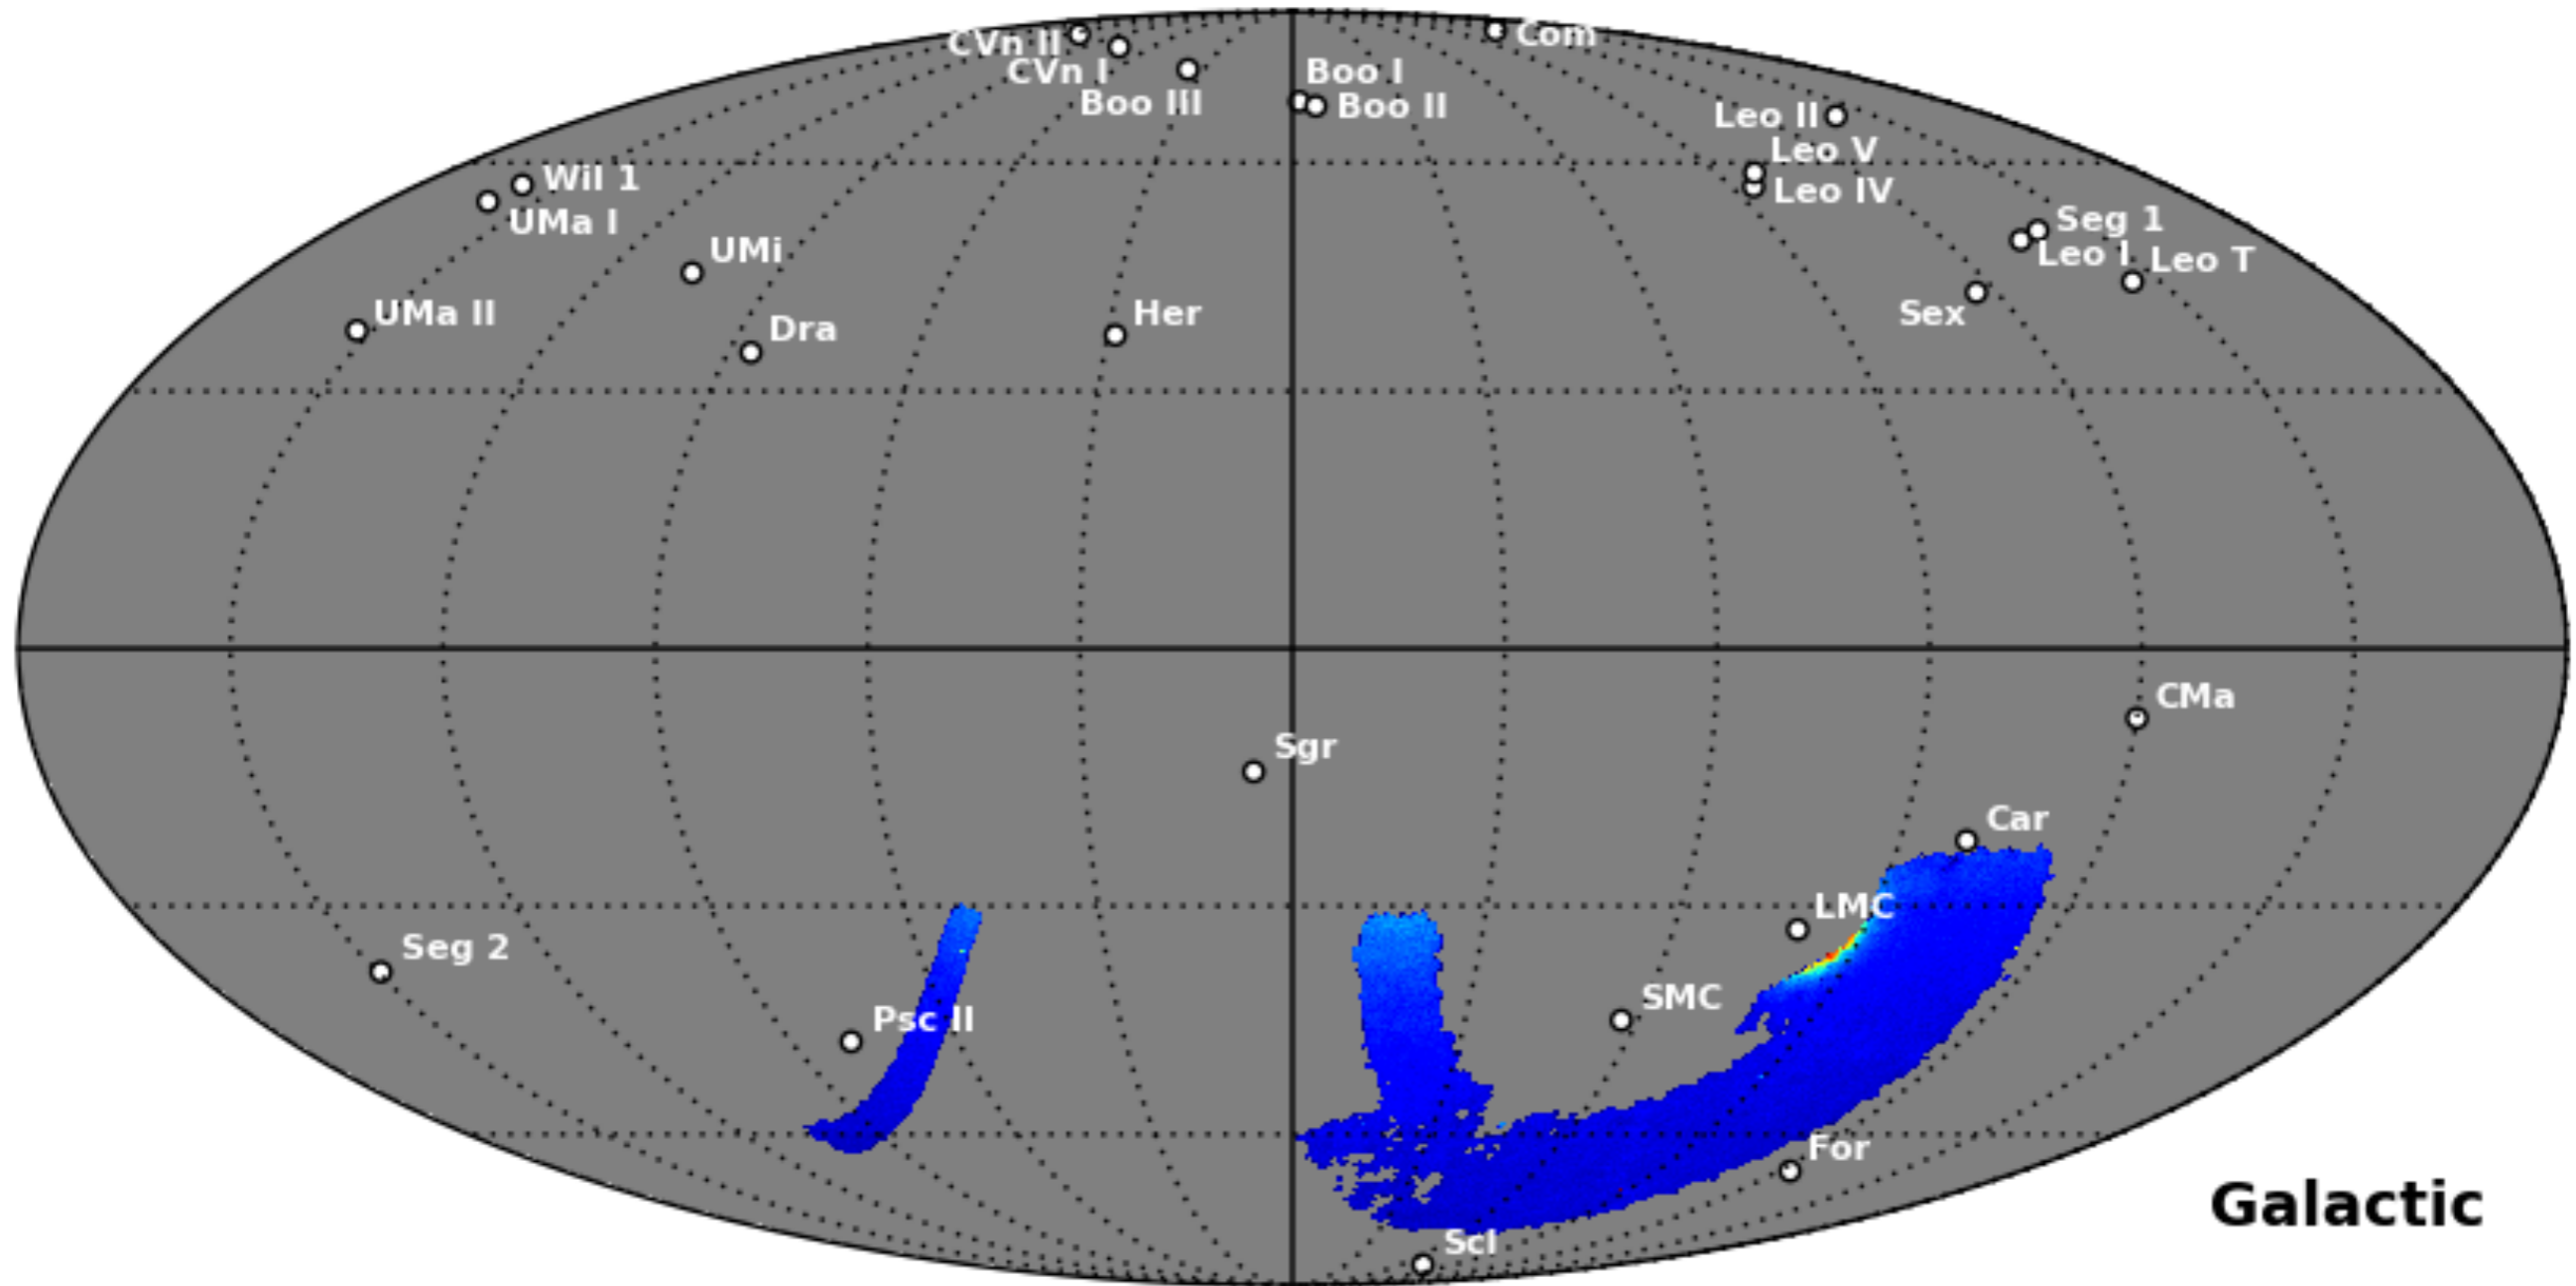 CVn II
Com
CVn I
Boo I
Boo III
Boo II
Leo II
Leo V
Wil 1
Leo IV
UMa I
Seg 1
UMi
Leo I
Leo T
UMa II
Her
Sex
Dra
CMa
Sgr
Car
LMC
Seg 2
SMC
Psc II
For
Galactic
Scl